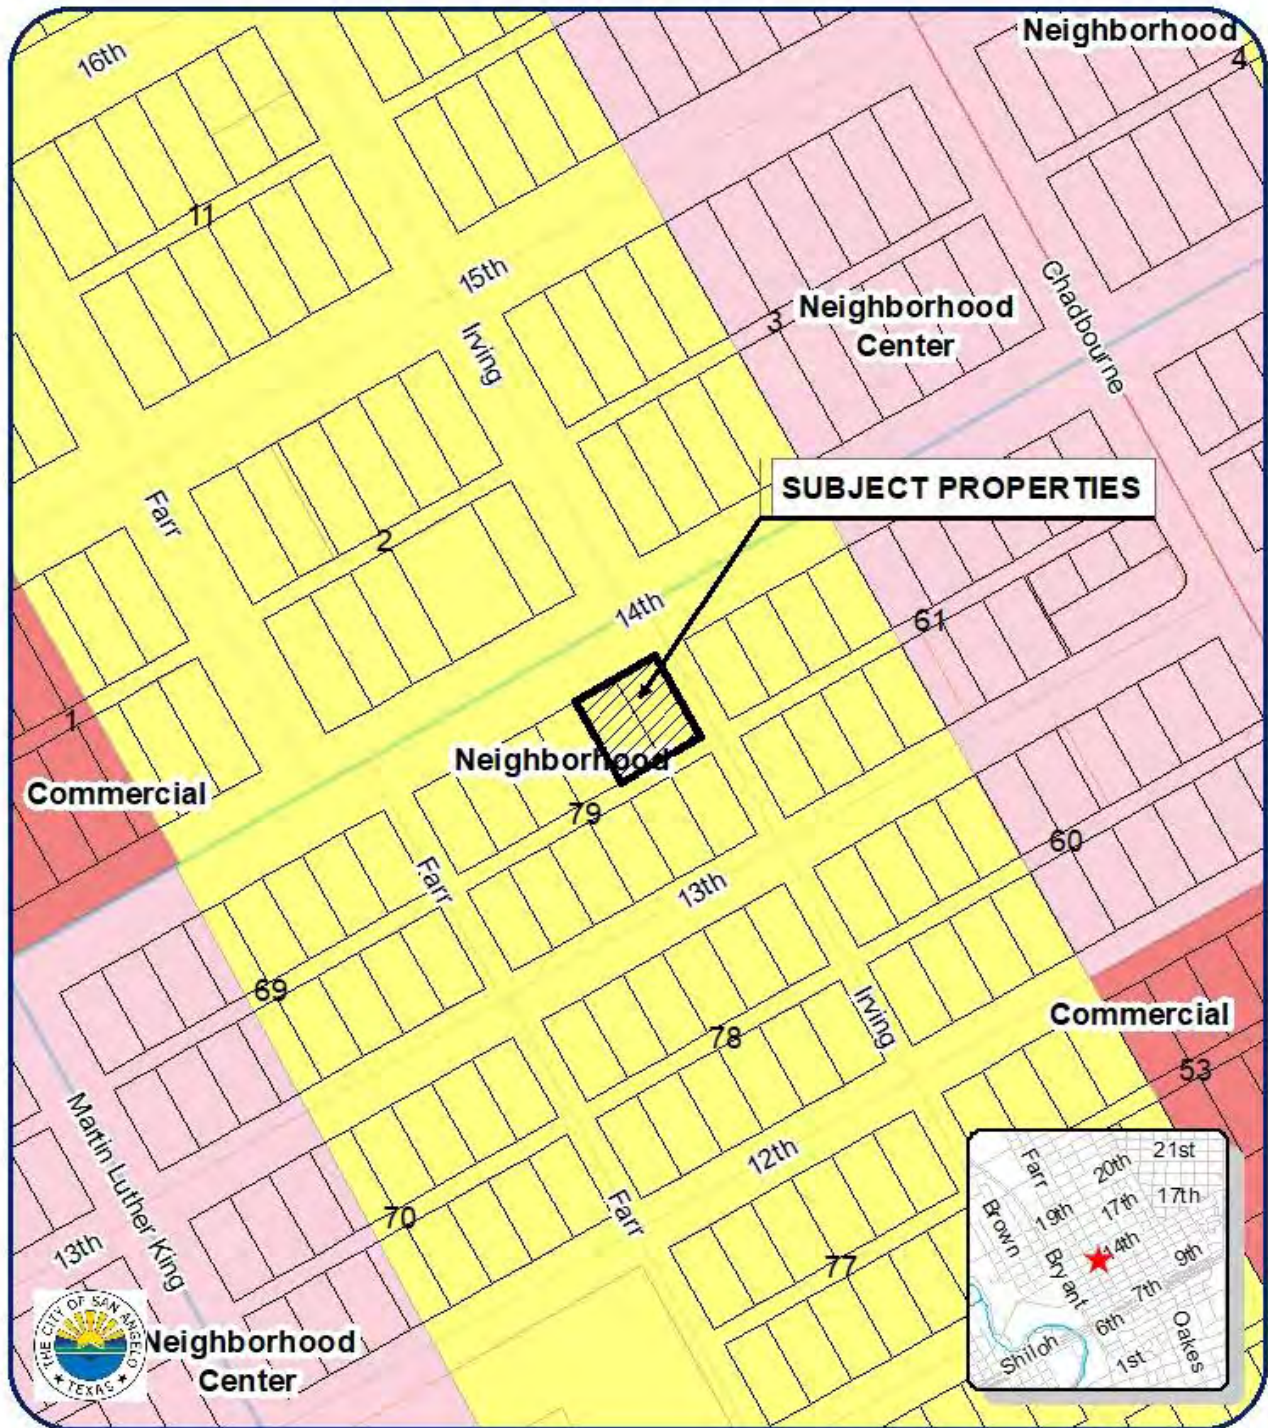 Neighborhood
4
16th
11
15th
Irving
3
Neighborhood
Center
Chadbourne
SUBJECT PROPERTIES
Farr
2
14th
61
1
Commercial
Neighborhood
79
Farr
13th
60
69
78
Irving
Commercial
53
Martin Luther King
12th
70
Farr
77
13th
Neighborhood
Center
THE CITY OF SAN ANGELO
★ TEXAS ★
Farr
20th
21st
17th
17th
19th
Brown
14th
Bryant
9th
7th
6th
Oakes
Shiloh
1st